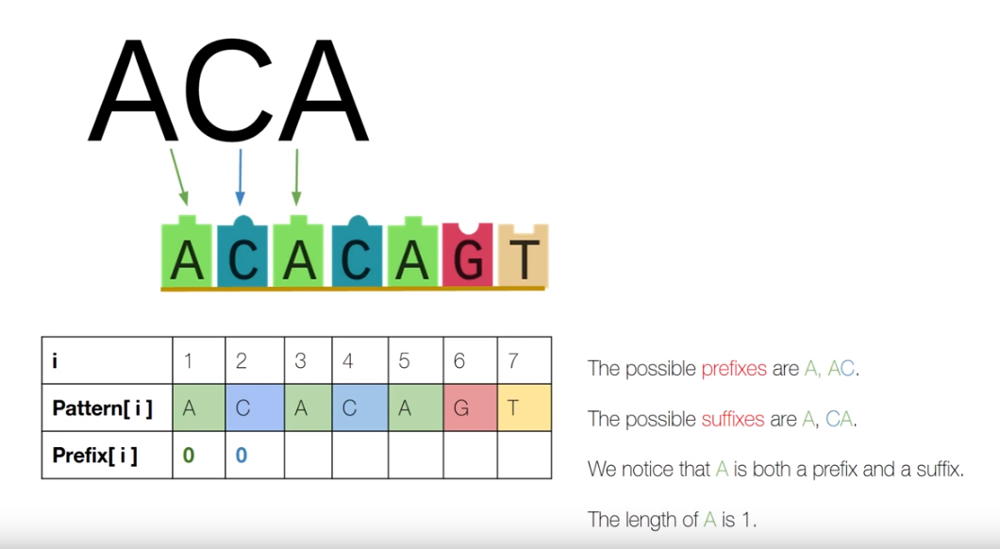 ACA
ACACAGT
i 1 2 3 4 5 6 7
Pattern[ i ] A C A C A G T
Prefix[ i ] 0 0
The possible prefixes are A, AC.
The possible suffixes are A, CA.
We notice that A is both a prefix and a suffix.
The length of A is 1.